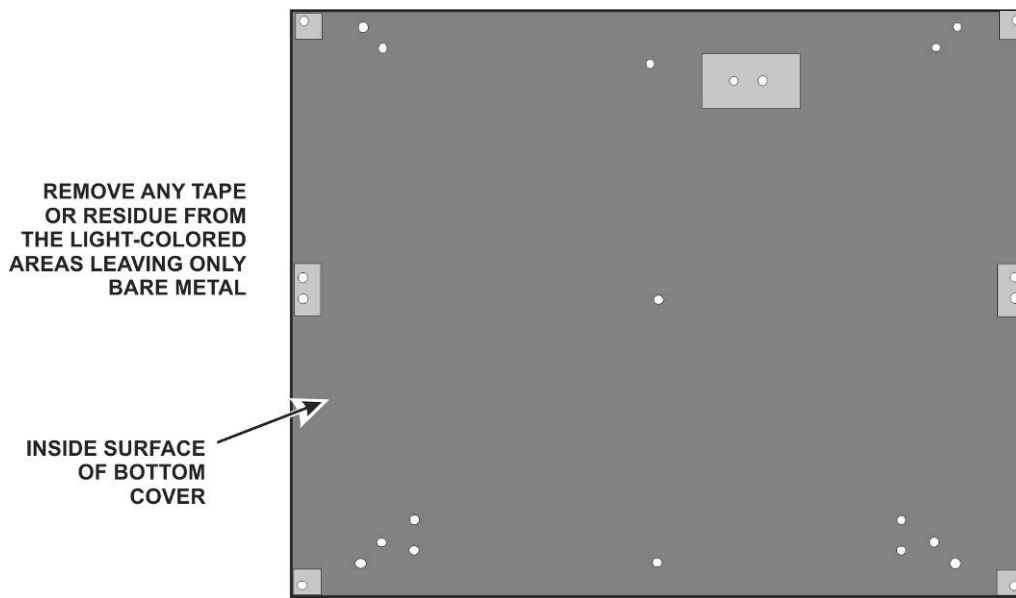 REMOVE ANY TAPE
OR RESIDUE FROM
THE LIGHT-COLORED
AREAS LEAVING ONLY
BARE METAL
INSIDE SURFACE
OF BOTTOM
COVER